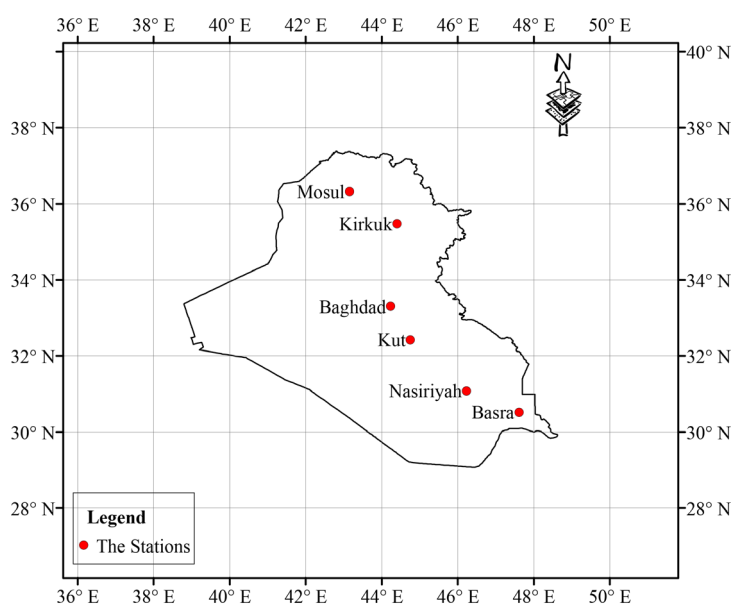 36° E 38° E 40° E 42° E 44° E 46° E 48° E 50° E
40° N 40° N
N
38° N 38° N
Mosul
36° N 36° N
Kirkuk
34° N 34° N
Baghdad
Kut
32° N 32° N
Nasiriyah
Basra
30° N 30° N
28° N 28° N
Legend
The Stations
36° E 38° E 40° E 42° E 44° E 46° E 48° E 50° E